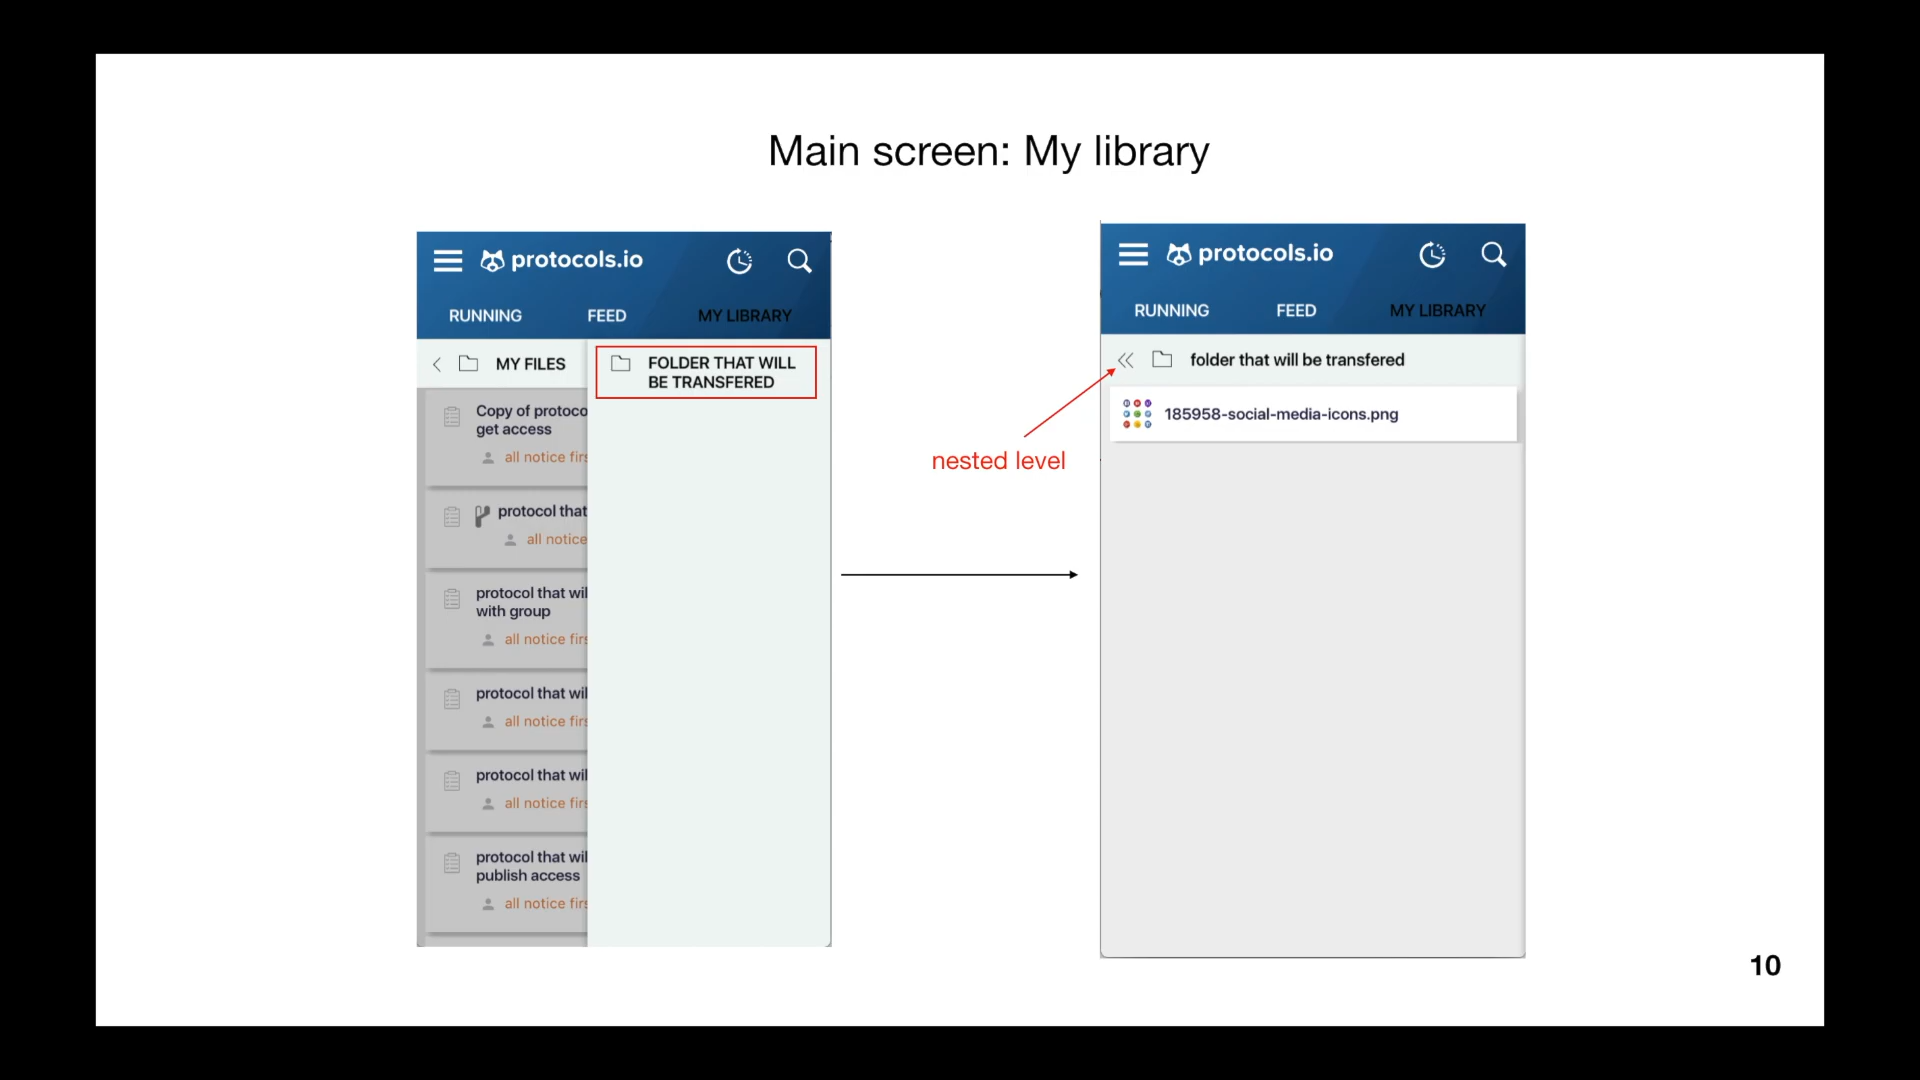 Main screen: My library
protocols.io
RUNNING FEED MY LIBRARY
MY FILES
FOLDER THAT WILL
BE TRANSFERED
Copy of protoco
get access
all notice firs
protocol that
all notice
protocol that wil
with group
all notice firs
protocol that wil
all notice firs
protocol that wil
all notice firs
protocol that wil
publish access
all notice firs
nested level
protocols.io
RUNNING FEED MY LIBRARY
folder that will be transfered
185958-social-media-icons.png
10